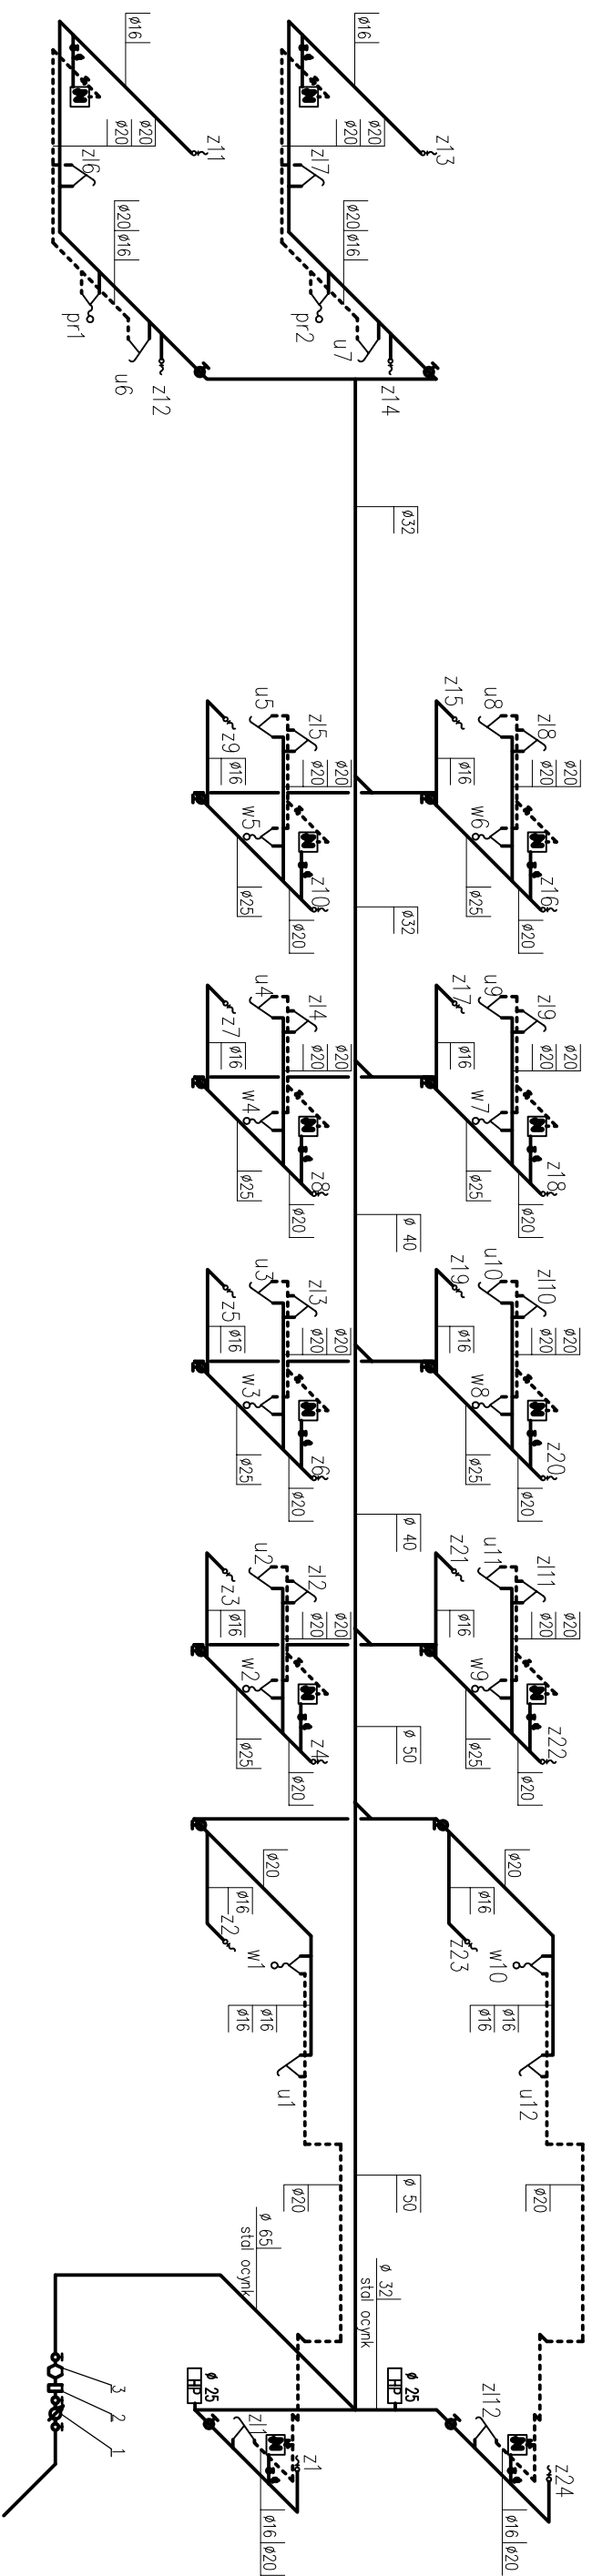 ø16
z11
ø20
ø20
zl6
ø20 ø16
pr1
u6
z12
ø16
z13
ø20
ø20
zl7
ø20 ø16
pr2
u7
z14
ø32
z15
u8
zl8
ø20
ø20
ø16
w6
z16
ø25
ø20
z9
u5
zl5
ø20
ø20
ø16
w5
z10
ø25
ø20
ø32
z17
u9
zl9
ø20
ø20
ø16
w7
z18
ø25
ø20
z7
u4
zl4
ø20
ø20
ø16
w4
z8
ø25
ø20
ø 40
z19
u10
zl10
ø20
ø20
ø16
w8
z20
ø25
ø20
z5
u3
zl3
ø20
ø20
ø16
w3
z6
ø25
ø20
ø 40
z21
u11
zl11
ø20
ø20
ø16
w9
z22
ø25
ø20
z3
u2
zl2
ø20
ø20
ø16
w2
z4
ø25
ø20
ø 50
ø20
ø16
z23
w10
ø16
ø16
u12
ø20
ø20
ø16
z2
w1
ø16
ø16
u1
ø20
ø 50
ø 65
stal ocynk
ø 32
stal ocynk
ø 25
HP
zl12
z24
ø16 ø20
ø 25
HP
zl1
z1
ø16 ø20
3
2
1